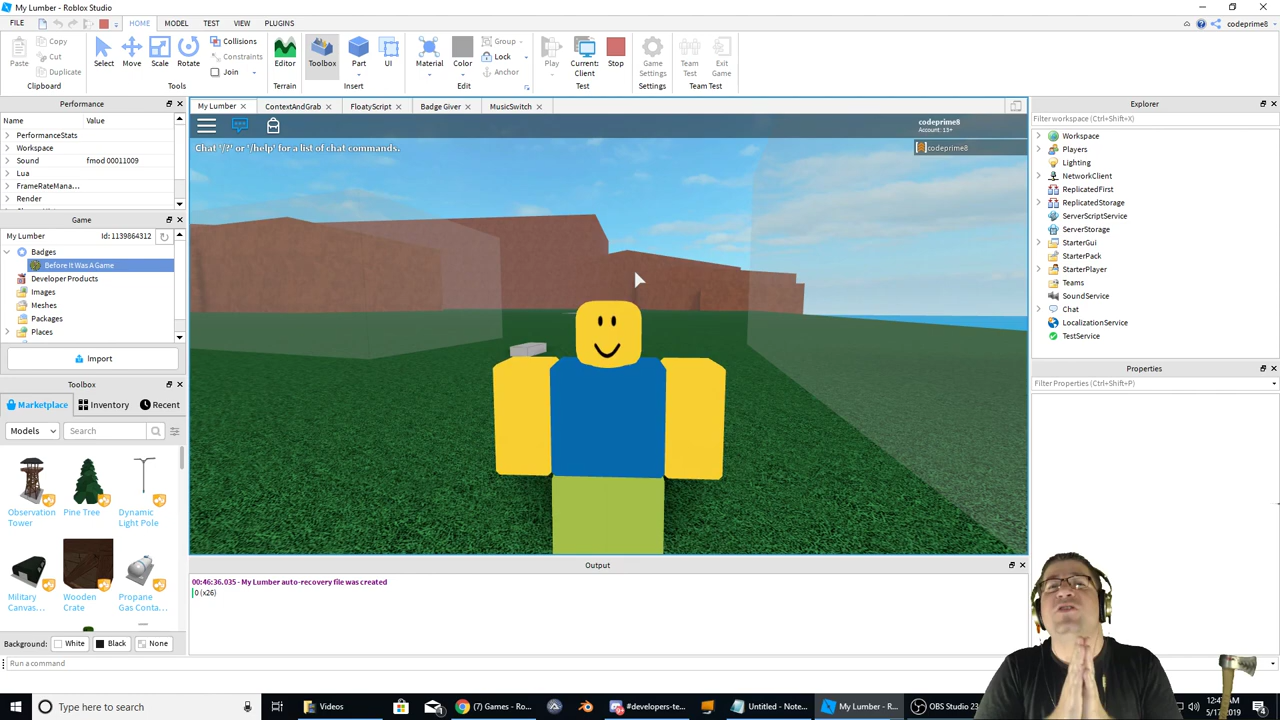 My Lumber - Roblox Studio
FILE
HOME
MODEL
TEST
VIEW
PLUGINS
codeprime8
Paste
Copy
Cut
Duplicate
Clipboard
Select
Move
Scale
Rotate
Collisions
Constraints
Join
Tools
Editor
Terrain
Toolbox
Part
UI
Insert
Material
Color
Group
Lock
Anchor
Edit
Play
Current:
Client
Stop
Test
Game
Settings
Settings
Team
Test
Exit
Game
Team Test
Performance
Name
Value
PerformanceStats
Workspace
Sound
fmod 00011009
Lua
FrameRateMana...
Render
Game
My Lumber
Id: 1139864312
Badges
Before It Was A Game
Developer Products
Images
Meshes
Packages
Places
Import
Toolbox
Marketplace
Inventory
Recent
Models
Search
Observation
Tower
Pine Tree
Dynamic
Light Pole
Military
Canvas...
Wooden
Crate
Propane
Gas Conta...
Background:
White
Black
None
Run a command
My Lumber
ContextAndGrab
FloatyScript
Badge Giver
MusicSwitch
Chat '/?' or '/help' for a list of chat commands.
codeprime8
Account: 13+
codeprime8
Output
00:46:36.035 - My Lumber auto-recovery file was created
0 (x26)
Explorer
Filter workspace (Ctrl+Shift+X)
Workspace
Players
Lighting
NetworkClient
ReplicatedFirst
ReplicatedStorage
ServerScriptService
ServerStorage
StarterGui
StarterPack
StarterPlayer
Teams
SoundService
Chat
LocalizationService
TestService
Properties
Filter Properties (Ctrl+Shift+P)
Type here to search
Videos
(7) Games - Ro...
#developers-te...
Untitled - Note...
My Lumber - R...
OBS Studio 23
5/17/2019